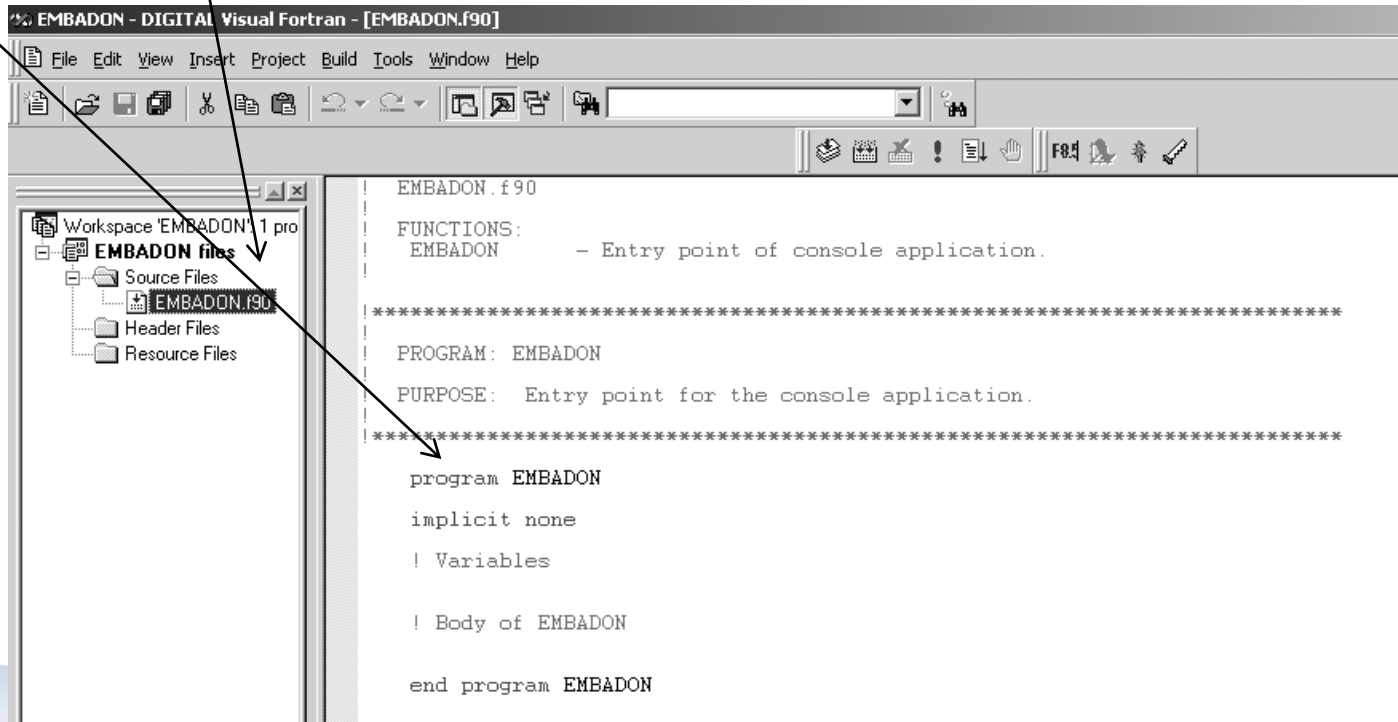 EMBADON - DIGITAL Visual Fortran - [EMBADON.f90]
File Edit View Insert Project Build Tools Window Help
F8.5
Workspace 'EMBADON': 1 pro
EMBADON files
Source Files
EMBADON.f90
Header Files
Resource Files
! EMBADON.f90
!
! FUNCTIONS:
! EMBADON - Entry point of console application.
!
!****************************************************************************
!
! PROGRAM: EMBADON
!
! PURPOSE: Entry point for the console application.
!
!****************************************************************************
program EMBADON
implicit none
! Variables
! Body of EMBADON
end program EMBADON